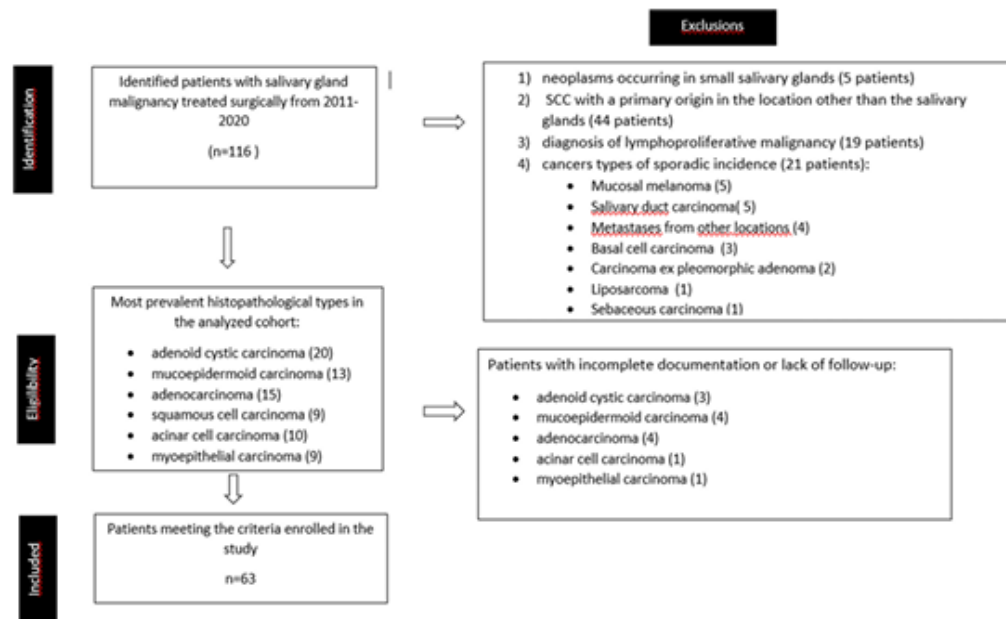 Exclusions
Identification
Identified patients with salivary gland
malignancy treated surgically from 2011-
2020
(n=116 )
1) neoplasms occurring in small salivary glands (5 patients)
2) SCC with a primary origin in the location other than the salivary
glands (44 patients)
3) diagnosis of lymphoproliferative malignancy (19 patients)
4) cancers types of sporadic incidence (21 patients):
• Mucosal melanoma (5)
• Salivary duct carcinoma( 5)
• Metastases from other locations (4)
• Basal cell carcinoma (3)
• Carcinoma ex pleomorphic adenoma (2)
• Liposarcoma (1)
• Sebaceous carcinoma (1)
Eliplibility
Most prevalent histopathological types in
the analyzed cohort:
• adenoid cystic carcinoma (20)
• mucoepidermoid carcinoma (13)
• adenocarcinoma (15)
• squamous cell carcinoma (9)
• acinar cell carcinoma (10)
• myoepithelial carcinoma (9)
Patients with incomplete documentation or lack of follow-up:
• adenoid cystic carcinoma (3)
• mucoepidermoid carcinoma (4)
• adenocarcinoma (4)
• acinar cell carcinoma (1)
• myoepithelial carcinoma (1)
Included
Patients meeting the criteria enrolled in the
study
n=63